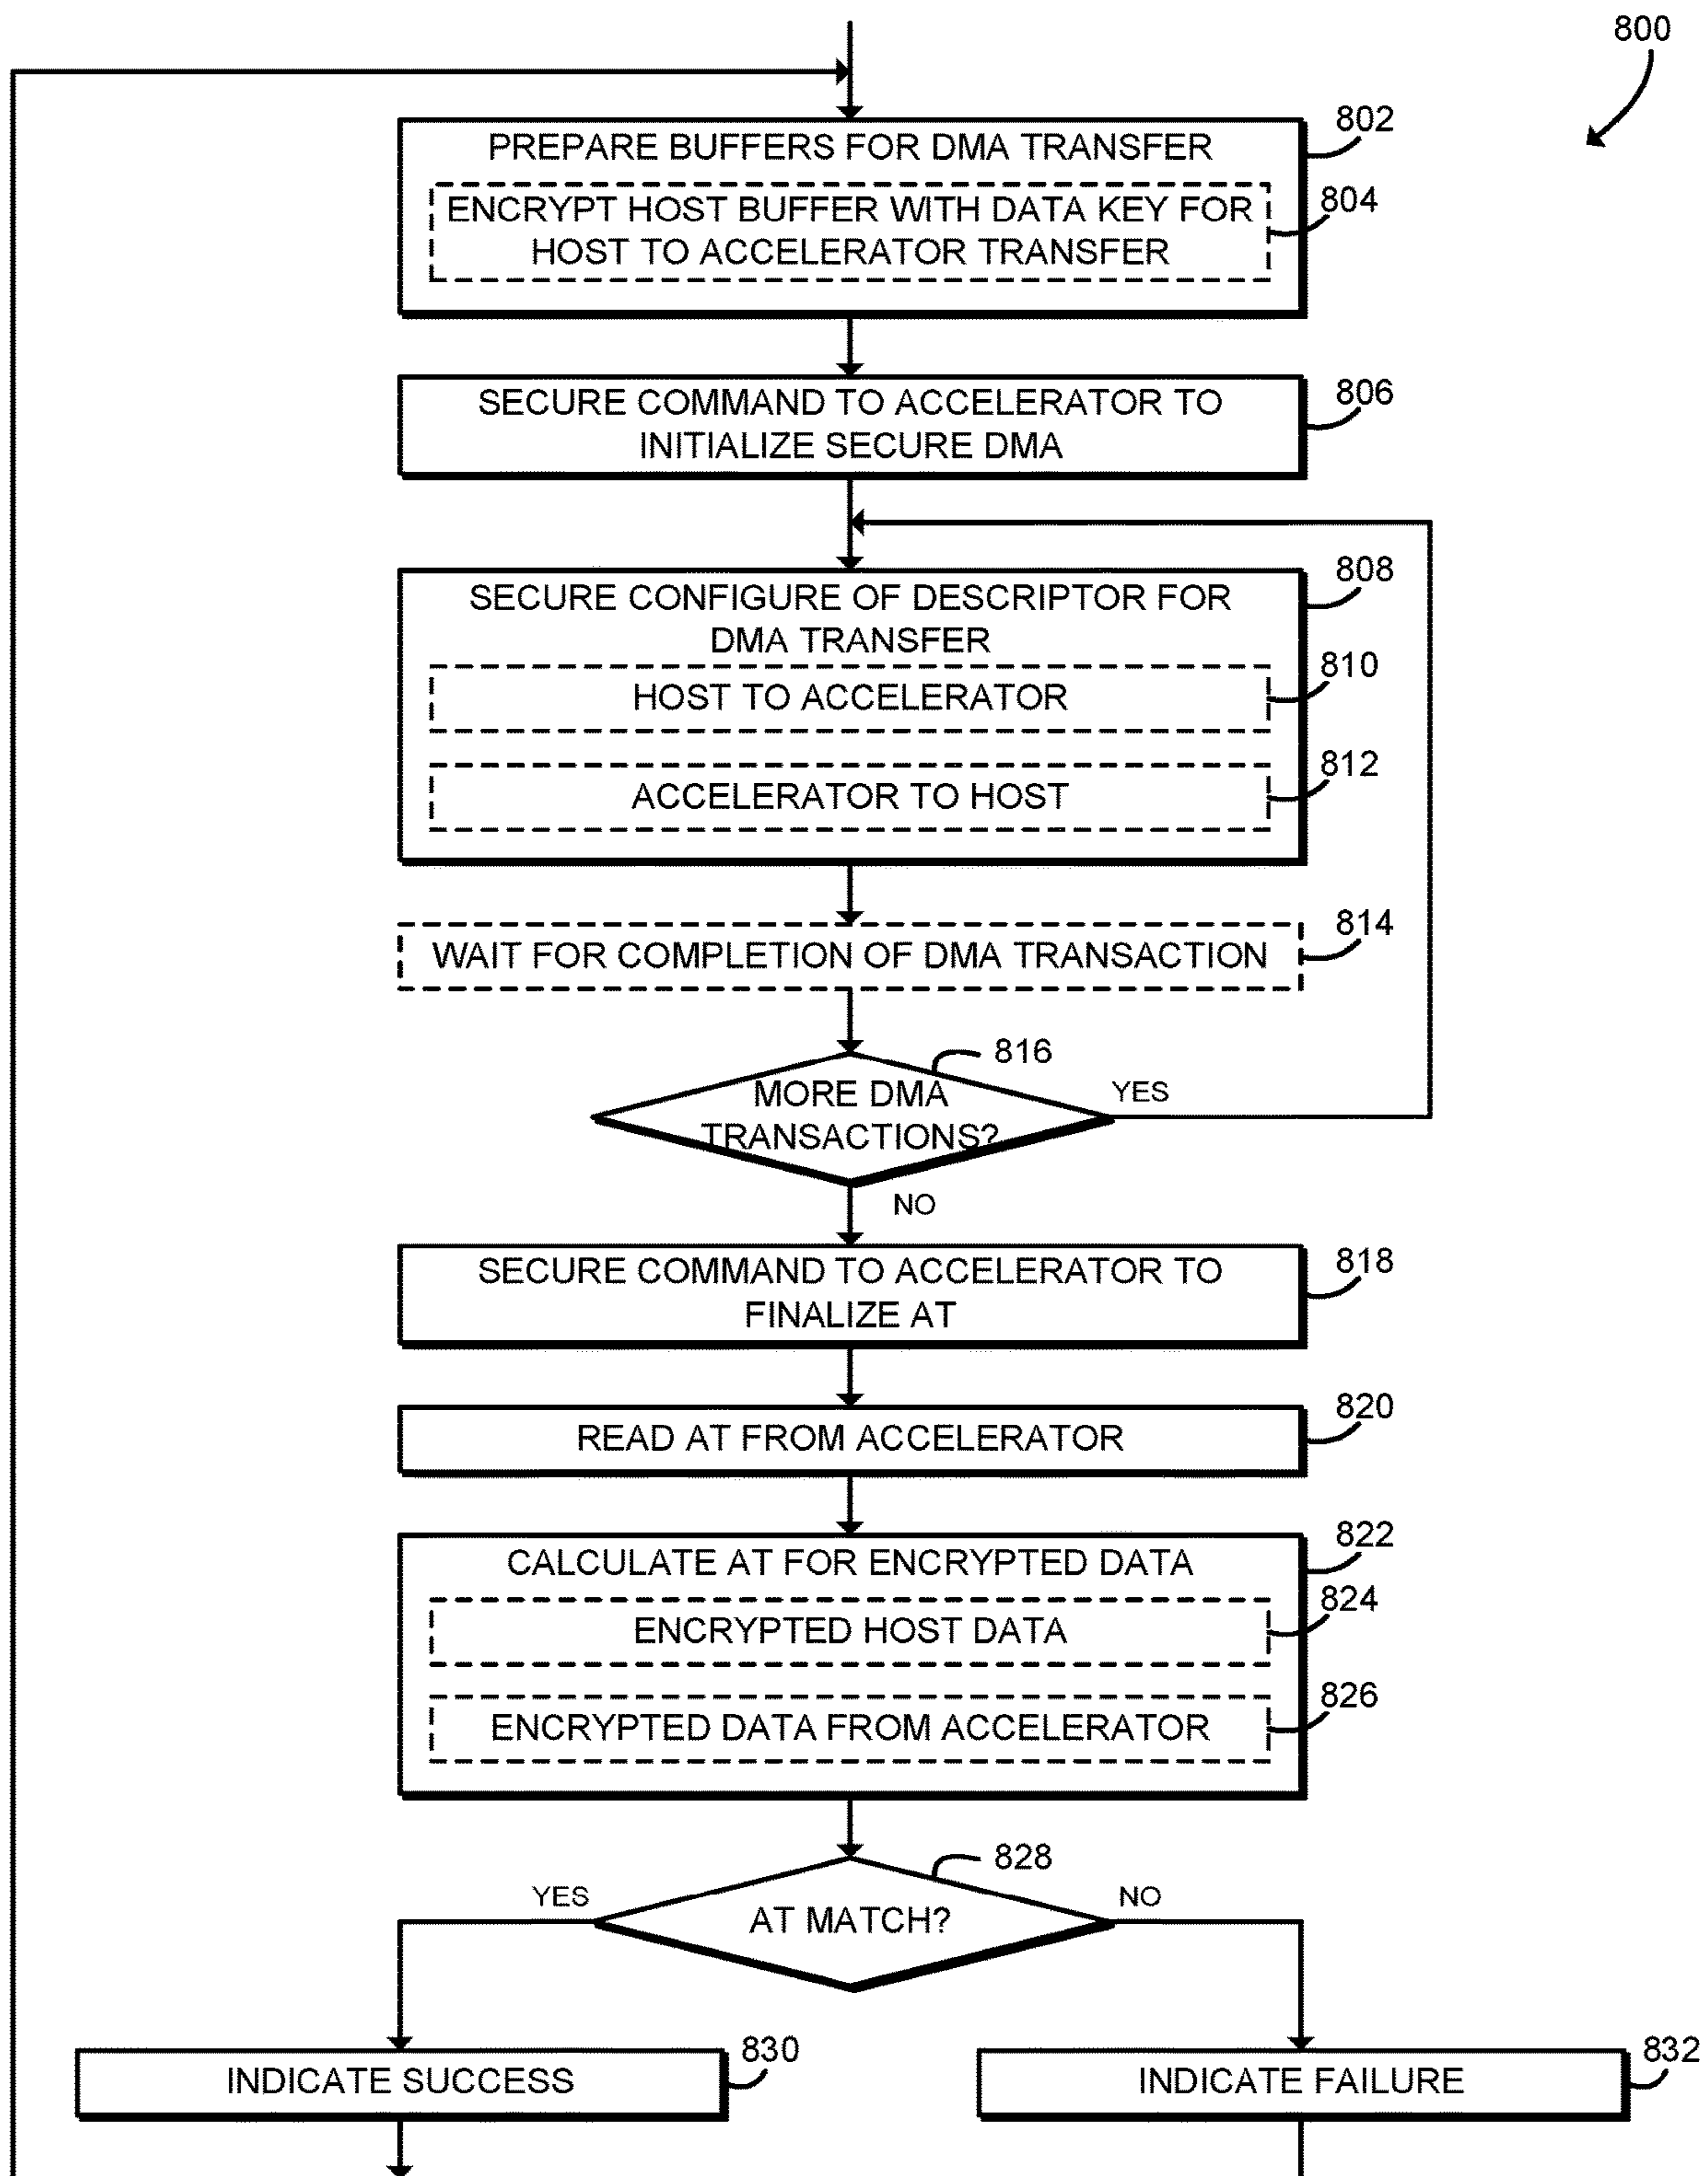 800
802
PREPARE BUFFERS FOR DMA TRANSFER
804
ENCRYPT HOST BUFFER WITH DATA KEY FOR
HOST TO ACCELERATOR TRANSFER
806
SECURE COMMAND TO ACCELERATOR TO
INITIALIZE SECURE DMA
808
SECURE CONFIGURE OF DESCRIPTOR FOR
DMA TRANSFER
810
HOST TO ACCELERATOR
812
ACCELERATOR TO HOST
814
WAIT FOR COMPLETION OF DMA TRANSACTION
816
MORE DMA
TRANSACTIONS?
YES
NO
818
SECURE COMMAND TO ACCELERATOR TO
FINALIZE AT
820
READ AT FROM ACCELERATOR
822
CALCULATE AT FOR ENCRYPTED DATA
824
ENCRYPTED HOST DATA
826
ENCRYPTED DATA FROM ACCELERATOR
828
YES
AT MATCH?
NO
830
INDICATE SUCCESS
832
INDICATE FAILURE